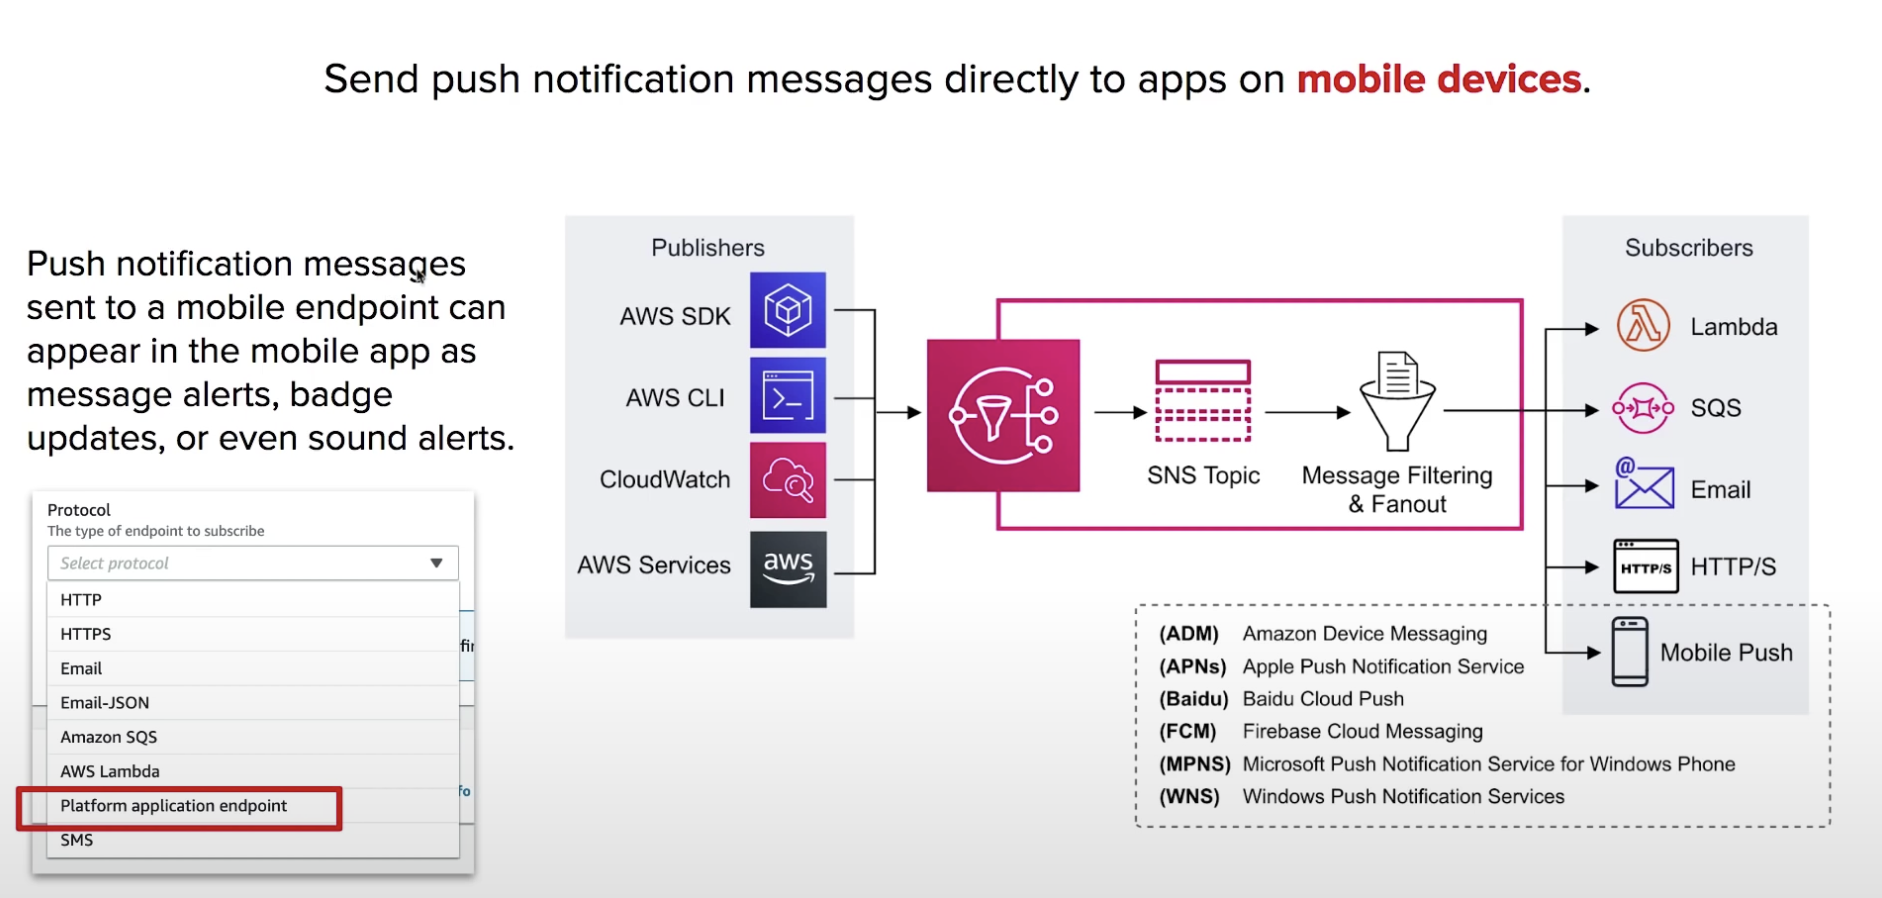 Send push notification messages directly to apps on mobile devices.
Push notification messages
sent to a mobile endpoint can
appear in the mobile app as
message alerts, badge
updates, or even sound alerts.
Protocol
The type of endpoint to subscribe
Select protocol
HTTP
HTTPS
Email
Email-JSON
Amazon SQS
AWS Lambda
Platform application endpoint
SMS
Publishers
AWS SDK
AWS CLI
CloudWatch
AWS Services
aws
SNS Topic
Message Filtering
& Fanout
Subscribers
Lambda
SQS
@
Email
HTTP/S
HTTP/S
Mobile Push
(ADM) Amazon Device Messaging
(APNs) Apple Push Notification Service
(Baidu) Baidu Cloud Push
(FCM) Firebase Cloud Messaging
(MPNS) Microsoft Push Notification Service for Windows Phone
(WNS) Windows Push Notification Services